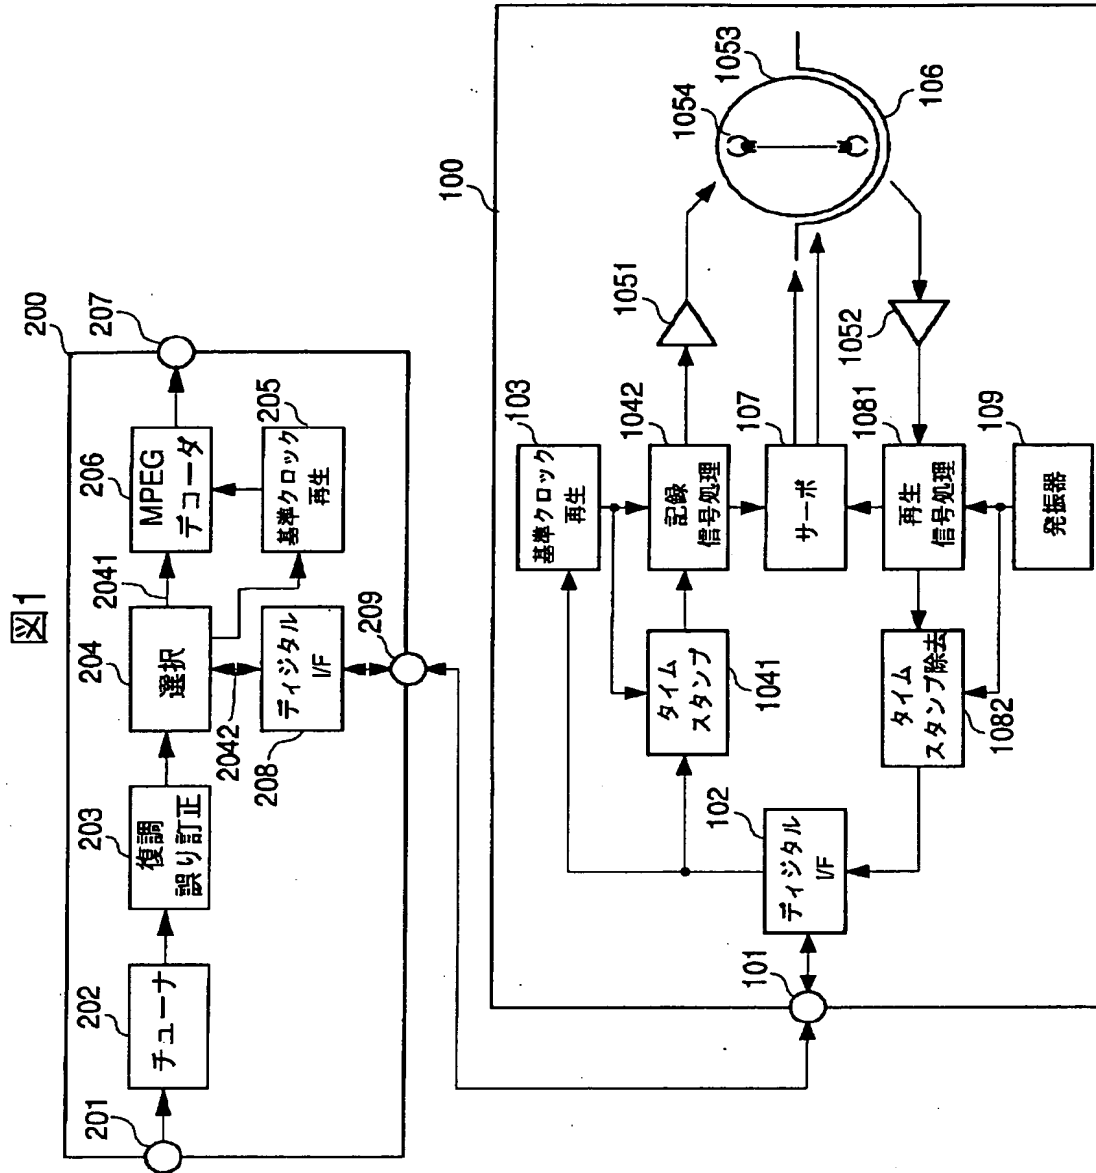 図1
200
201
チューナ
202
復調
誤り訂正
203
選択
204
2041
2042
MPEG
デコーダ
206
207
基準クロック
再生
205
ディジタル
I/F
208
209
100
101
ディジタル
I/F
102
基準クロック
再生
103
タイム
スタンプ
1041
記録
信号処理
1042
1051
1053
1054
106
サーボ
107
1052
再生
信号処理
1081
タイム
スタンプ除去
1082
発振器
109